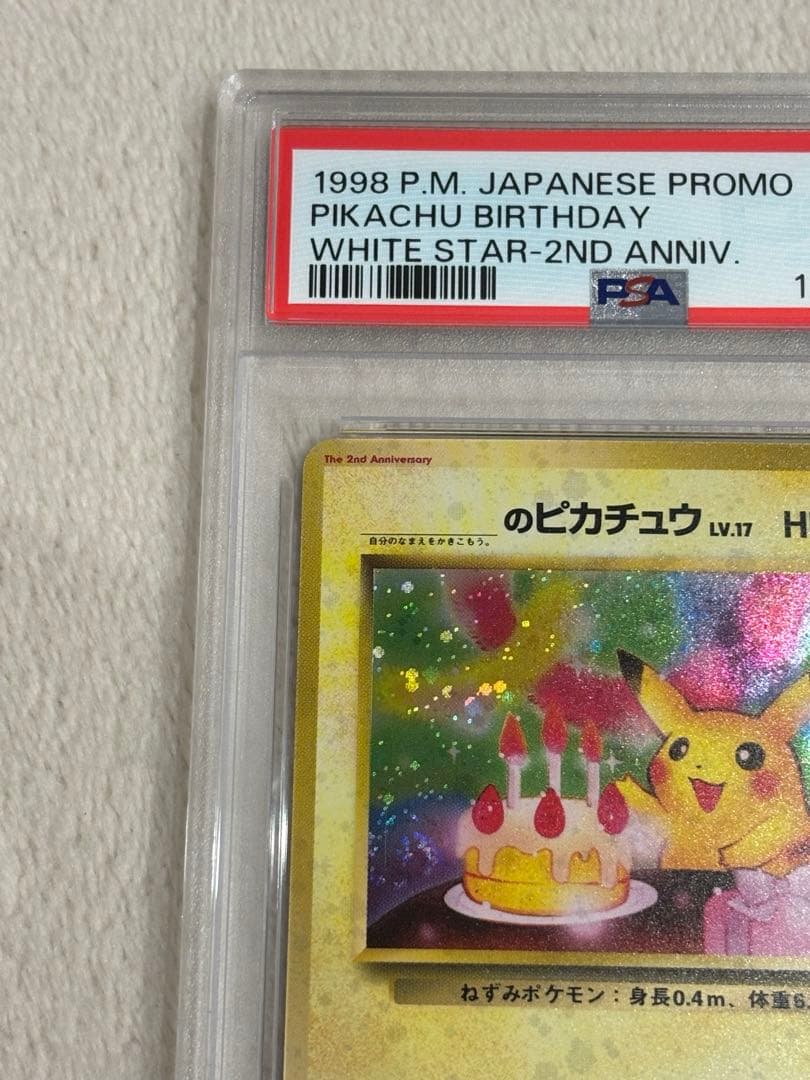 1998 P.M. JAPANESE PROMO
PIKACHU BIRTHDAY
WHITE STAR-2ND ANNIV.
PSA
The 2nd Anniversary
のピカチュウ LV.17
自分のなまえをかきこもう。
ねずみポケモン：身長0.4m、体重6.